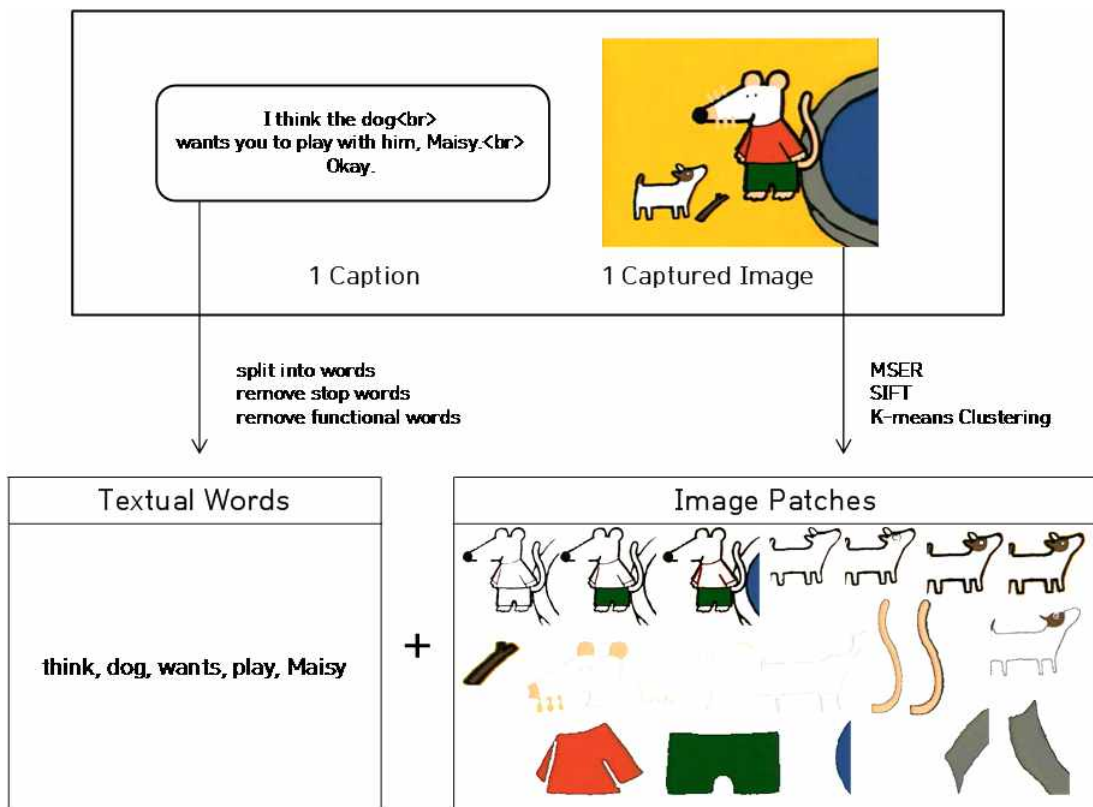 I think the dog<br>
wants you to play with him, Maisy.<br>
Okay.
1 Caption
1 Captured Image
split into words
remove stop words
remove functional words
MSER
SIFT
K-means Clustering
Textual Words
Image Patches
think, dog, wants, play, Maisy
+